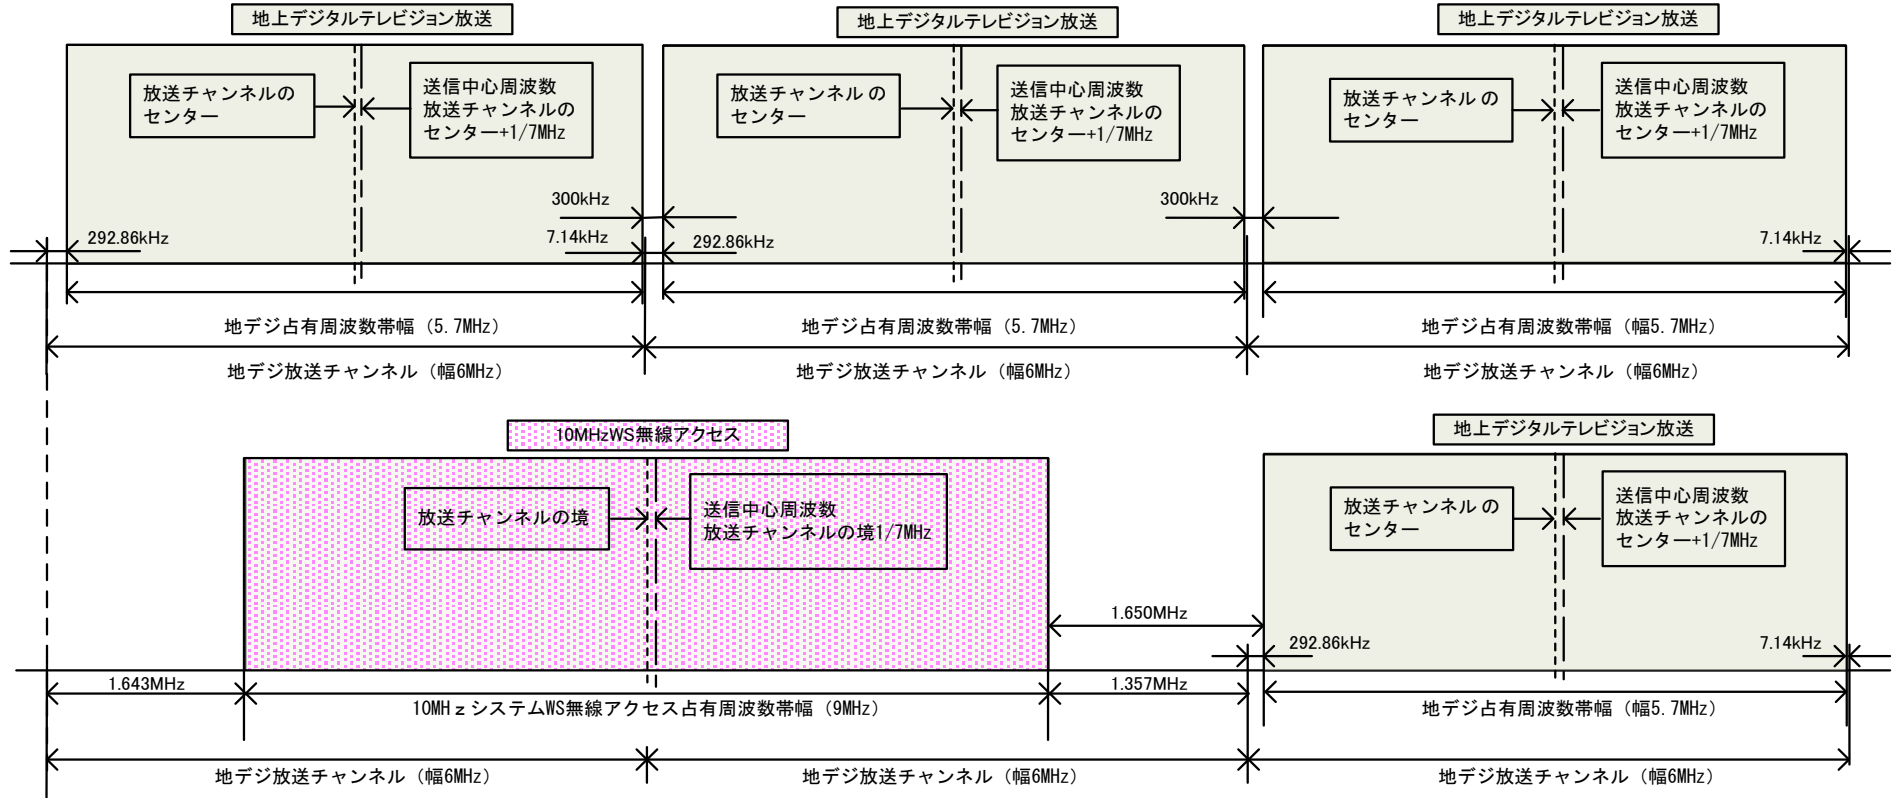 地上デジタルテレビジョン放送
地上デジタルテレビジョン放送
地上デジタルテレビジョン放送
放送チャンネルの
センター
送信中心周波数
放送チャンネルの
センター+1/7MHz
放送チャンネル の
センター
送信中心周波数
放送チャンネルの
センター+1/7MHz
放送チャンネル の
センター
送信中心周波数
放送チャンネルの
センター+1/7MHz
300kHz
300kHz
292.86kHz
7.14kHz
292.86kHz
7.14kHz
地デジ占有周波数帯幅（5.7MHz）
地デジ占有周波数帯幅（5.7MHz）
地デジ占有周波数帯幅（幅5.7MHz）
地デジ放送チャンネル（幅6MHz）
地デジ放送チャンネル（幅6MHz）
地デジ放送チャンネル（幅6MHz）
10MHzWS無線アクセス
地上デジタルテレビジョン放送
放送チャンネルの境
送信中心周波数
放送チャンネルの境1/7MHz
放送チャンネル の
センター
送信中心周波数
放送チャンネルの
センター+1/7MHz
1.650MHz
292.86kHz
7.14kHz
1.643MHz
1.357MHz
10MHｚシステムWS無線アクセス占有周波数帯幅（9MHz）
地デジ占有周波数帯幅（幅5.7MHz）
地デジ放送チャンネル（幅6MHz）
地デジ放送チャンネル（幅6MHz）
地デジ放送チャンネル（幅6MHz）